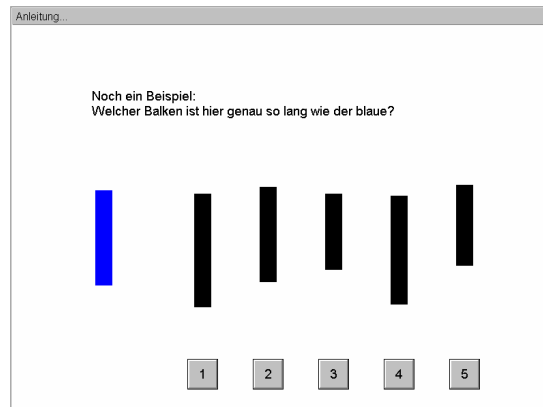 Anleitung...
Noch ein Beispiel:
Welcher Balken ist hier genau so lang wie der blaue?
1 2 3 4 5